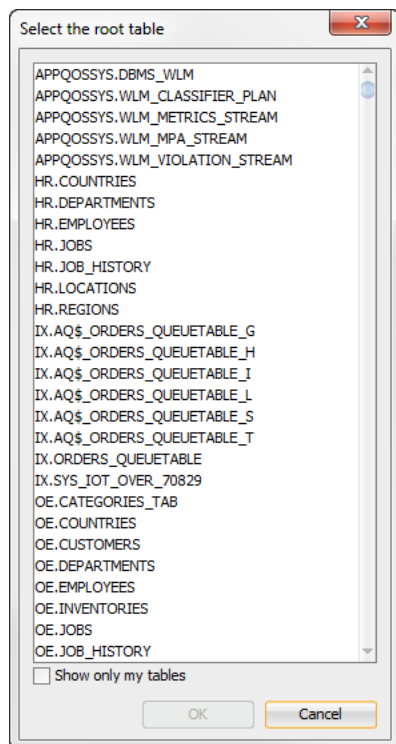 Select the root table
APPQOSSYS.DBMS_WLM
APPQOSSYS.WLM_CLASSIFIER_PLAN
APPQOSSYS.WLM_METRICS_STREAM
APPQOSSYS.WLM_MPA_STREAM
APPQOSSYS.WLM_VIOLATION_STREAM
HR.COUNTRIES
HR.DEPARTMENTS
HR.EMPLOYEES
HR.JOBS
HR.JOB_HISTORY
HR.LOCATIONS
HR.REGIONS
IX.AQ$_ORDERS_QUEUETABLE_G
IX.AQ$_ORDERS_QUEUETABLE_H
IX.AQ$_ORDERS_QUEUETABLE_I
IX.AQ$_ORDERS_QUEUETABLE_L
IX.AQ$_ORDERS_QUEUETABLE_S
IX.AQ$_ORDERS_QUEUETABLE_T
IX.ORDERS_QUEUETABLE
IX.SYS_IOT_OVER_70829
OE.CATEGORIES_TAB
OE.COUNTRIES
OE.CUSTOMERS
OE.DEPARTMENTS
OE.EMPLOYEES
OE.INVENTORIES
OE.JOBS
OE.JOB_HISTORY
Show only my tables
OK Cancel